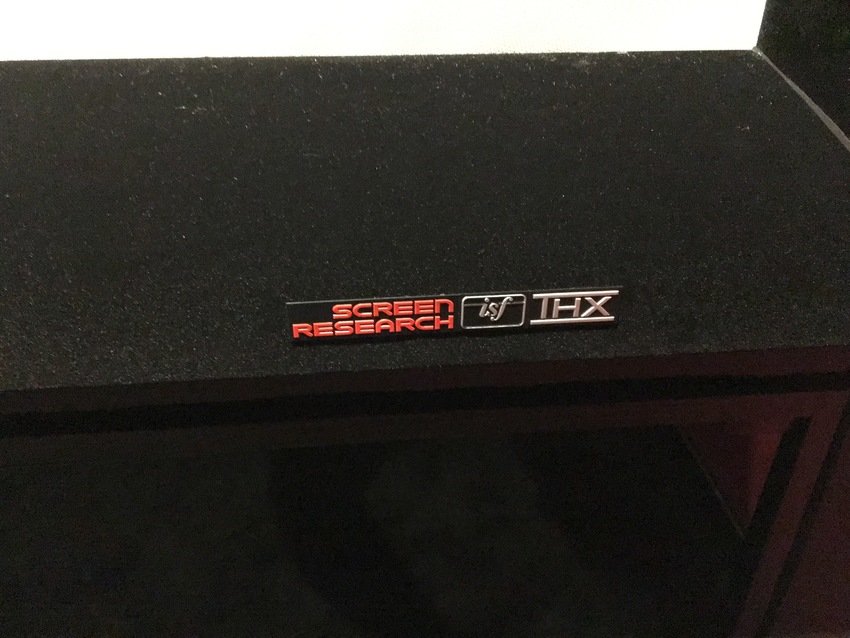 SCREEN
RESEARCH
isf
THX